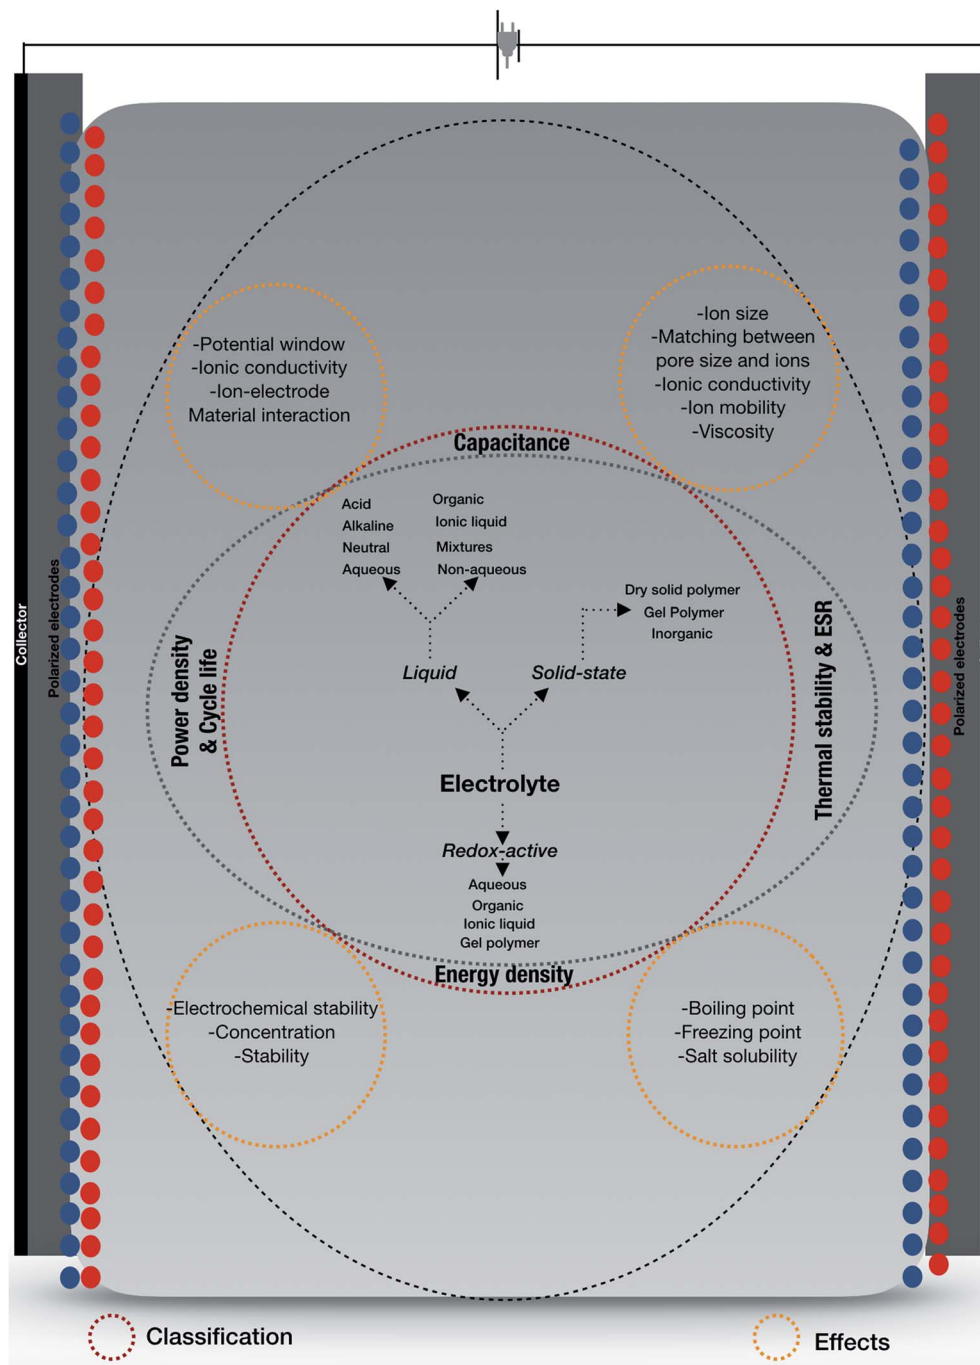 -Potential window
-Ionic conductivity
-Ion-electrode
Material interaction
-Ion size
-Matching between
pore size and ions
-Ionic conductivity
-Ion mobility
-Viscosity
Capacitance
Acid
Alkaline
Neutral
Aqueous
Organic
Ionic liquid
Mixtures
Non-aqueous
Dry solid polymer
Gel Polymer
Inorganic
Liquid
Solid-state
Collector
Polarized electrodes
Power density
& Cycle life
Thermal stability & ESR
Polarized electrodes
Electrolyte
Redox-active
Aqueous
Organic
Ionic liquid
Gel polymer
Energy density
-Electrochemical stability
-Concentration
-Stability
-Boiling point
-Freezing point
-Salt solubility
Classification
Effects